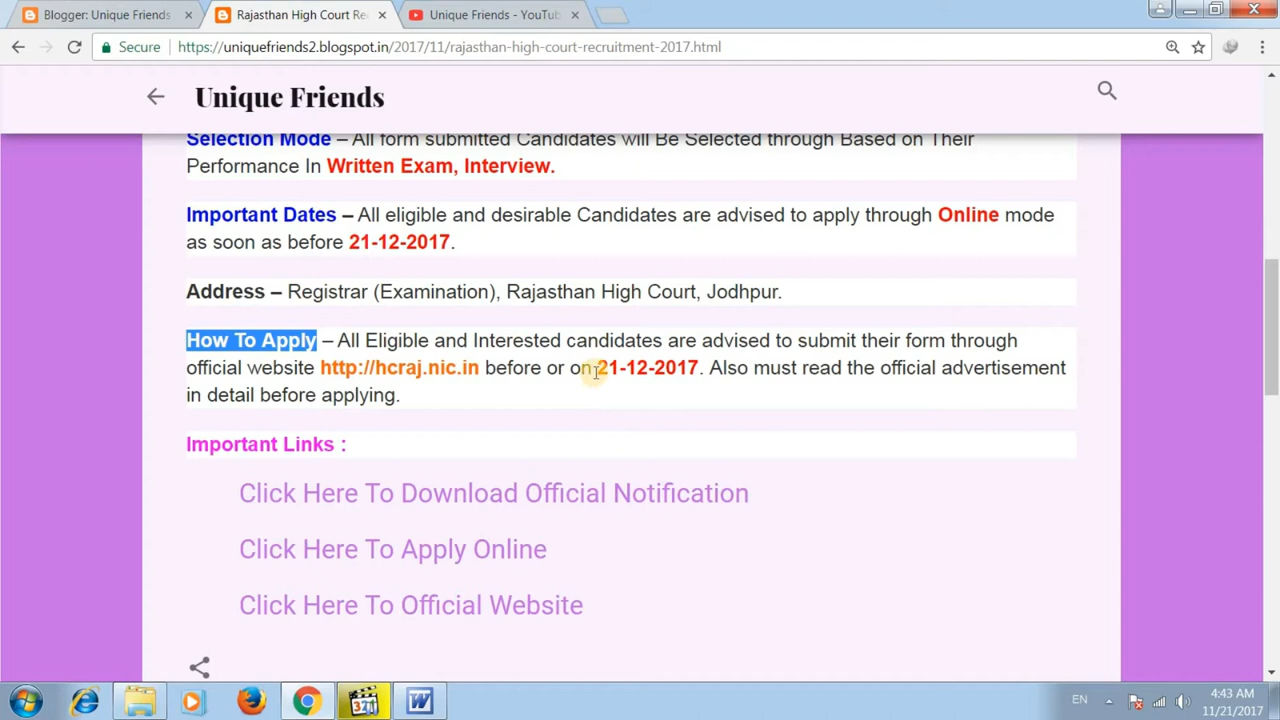 Blogger: Unique Friends
Rajasthan High Court Re
Unique Friends - YouTub
Secure
https://uniquefriends2.blogspot.in/2017/11/rajasthan-high-court-recruitment-2017.html
Unique Friends
Selection Mode – All form submitted Candidates will Be Selected through Based on Their
Performance In Written Exam, Interview.
Important Dates – All eligible and desirable Candidates are advised to apply through Online mode
as soon as before 21-12-2017.
Address – Registrar (Examination), Rajasthan High Court, Jodhpur.
How To Apply – All Eligible and Interested candidates are advised to submit their form through
official website http://hcraj.nic.in before or on 21-12-2017. Also must read the official advertisement
in detail before applying.
Important Links :
Click Here To Download Official Notification
Click Here To Apply Online
Click Here To Official Website
321
EN
4:43 AM
11/21/2017